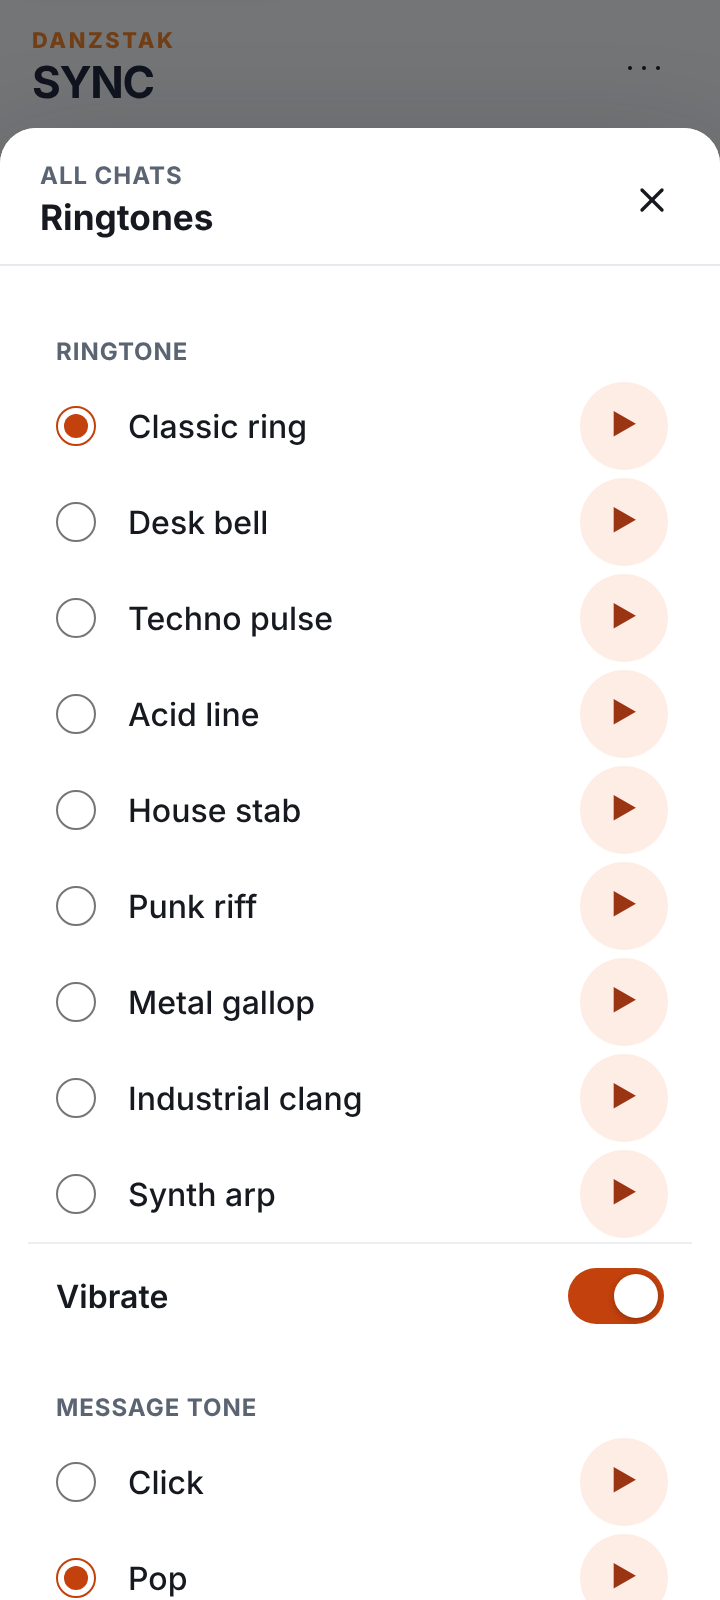 DANZSTAK
SYNC
ALL CHATS
Ringtones
RINGTONE
Classic ring
Desk bell
Techno pulse
Acid line
House stab
Punk riff
Metal gallop
Industrial clang
Synth arp
Vibrate
MESSAGE TONE
Click
Pop